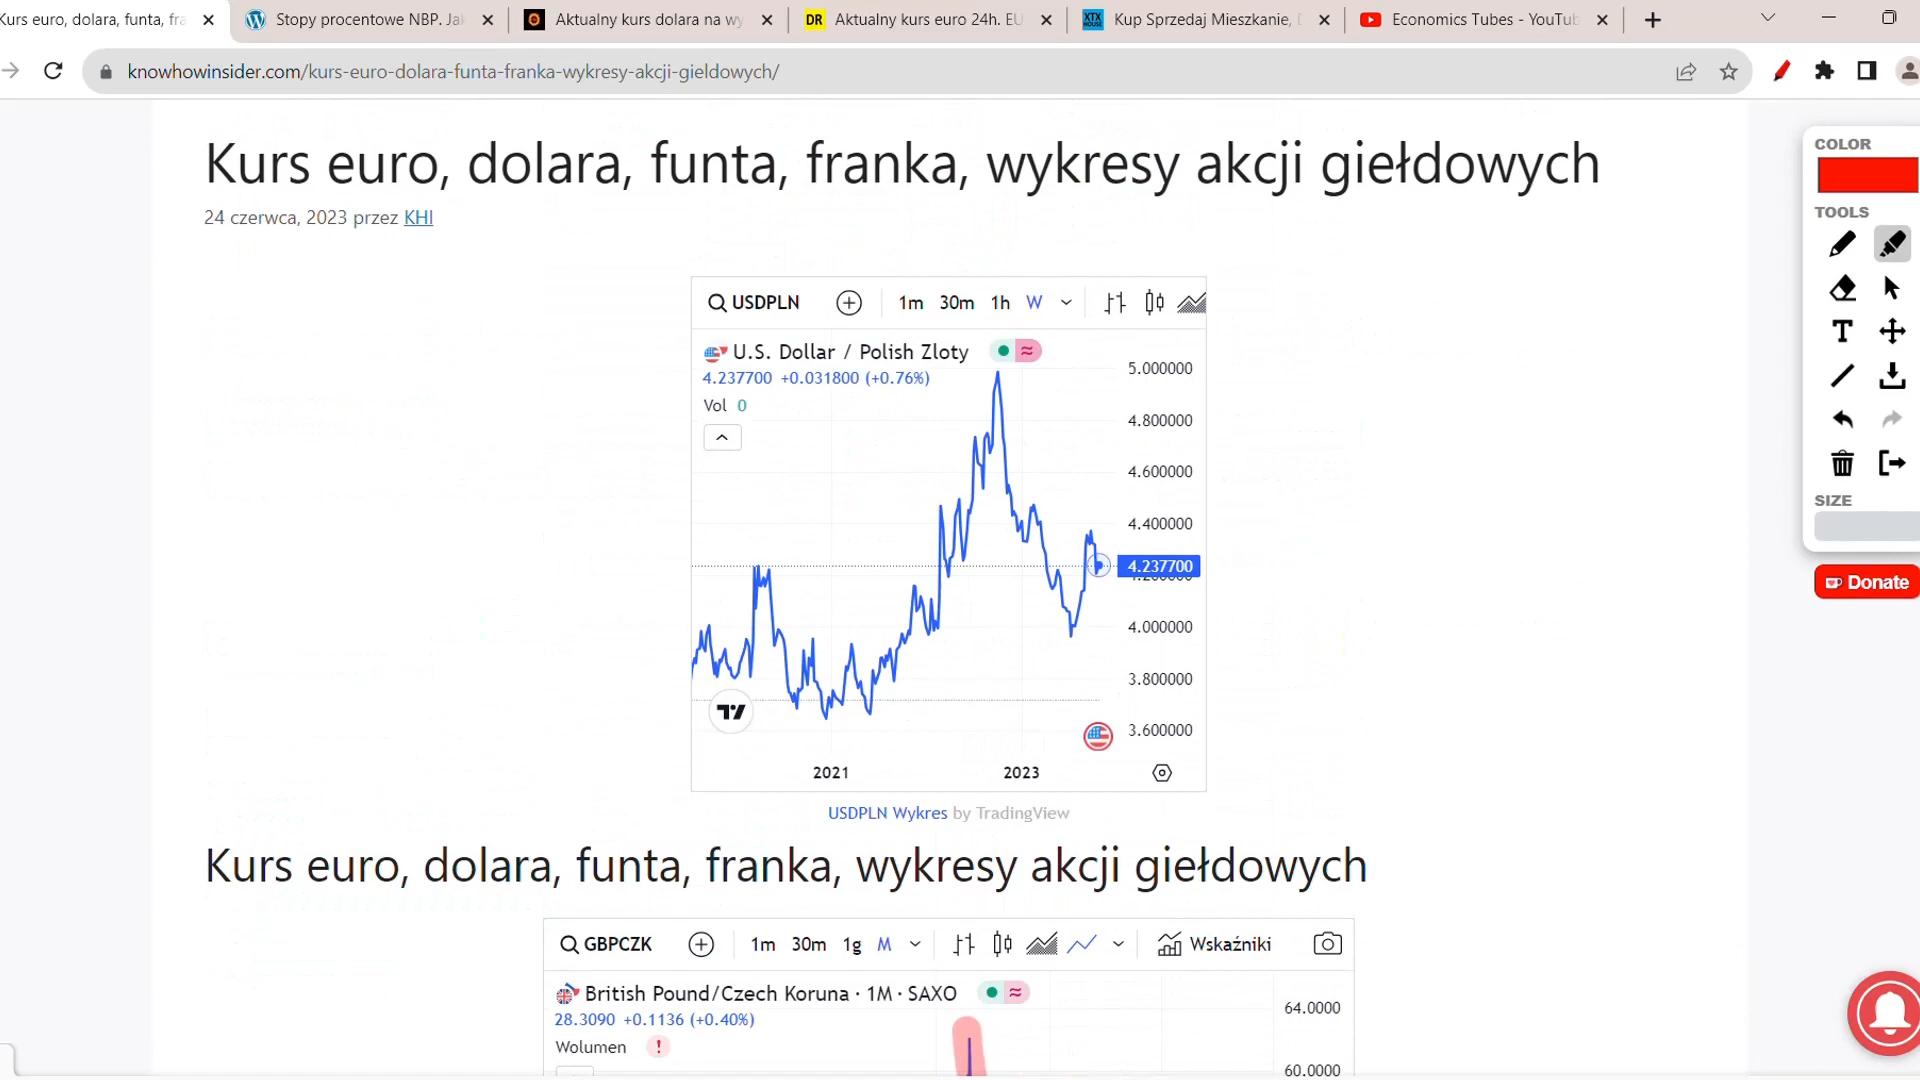 Kurs euro, dolara, funta, fra
Stopy procentowe NBP. Jak
Aktualny kurs dolara na wy
DR
Aktualny kurs euro 24h. EU
XTX
HOUSE
Kup Sprzedaj Mieszkanie,
Economics Tubes - YouTub
knowhowinsider.com/kurs-euro-dolara-funta-franka-wykresy-akcji-gieldowych/
Kurs euro, dolara, funta, franka, wykresy akcji giełdowych
24 czerwca, 2023 przez KHI
COLOR
TOOLS
T
SIZE
Donate
USDPLN
1m 30m 1h W
U.S. Dollar / Polish Zloty
4.237700 +0.031800 (+0.76%)
Vol 0
5.000000
4.800000
4.600000
4.400000
4.237700
4.000000
3.800000
3.600000
2021 2023
USDPLN Wykres by TradingView
Kurs euro, dolara, funta, franka, wykresy akcji giełdowych
GBPCZK
1m 30m 1g M
Wskaźniki
British Pound/Czech Koruna · 1M · SAXO
28.3090 +0.1136 (+0.40%)
Wolumen !
64.0000
60.0000